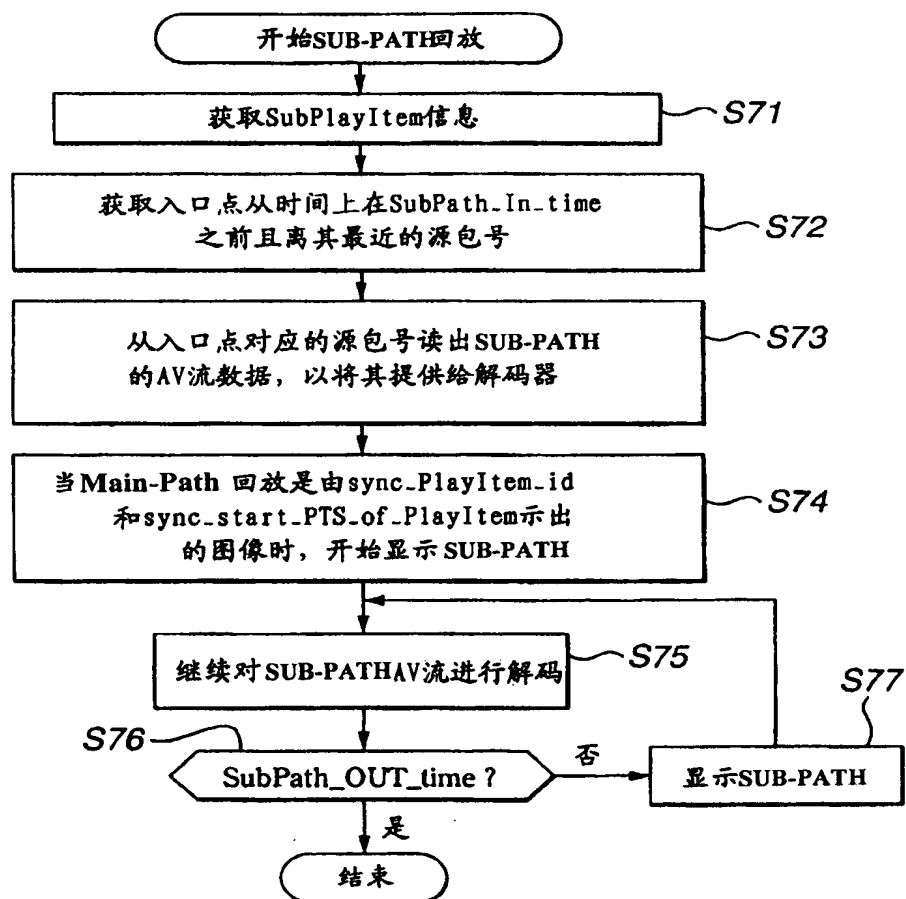 开始SUB-PATH回放
获取SubPlayItem信息
S71
获取入口点从时间上在SubPath_In_time
之前且离其最近的源包号
S72
从入口点对应的源包号读出SUB-PATH
的AV流数据，以将其提供给解码器
S73
当Main-Path 回放是由sync_PlayItem_id
和sync_start_PTS_of_PlayItem示出
的图像时，开始显示SUB-PATH
S74
继续对SUB-PATHAV流进行解码
S75
S76
SubPath_OUT_time？
否
S77
显示SUB-PATH
是
结束